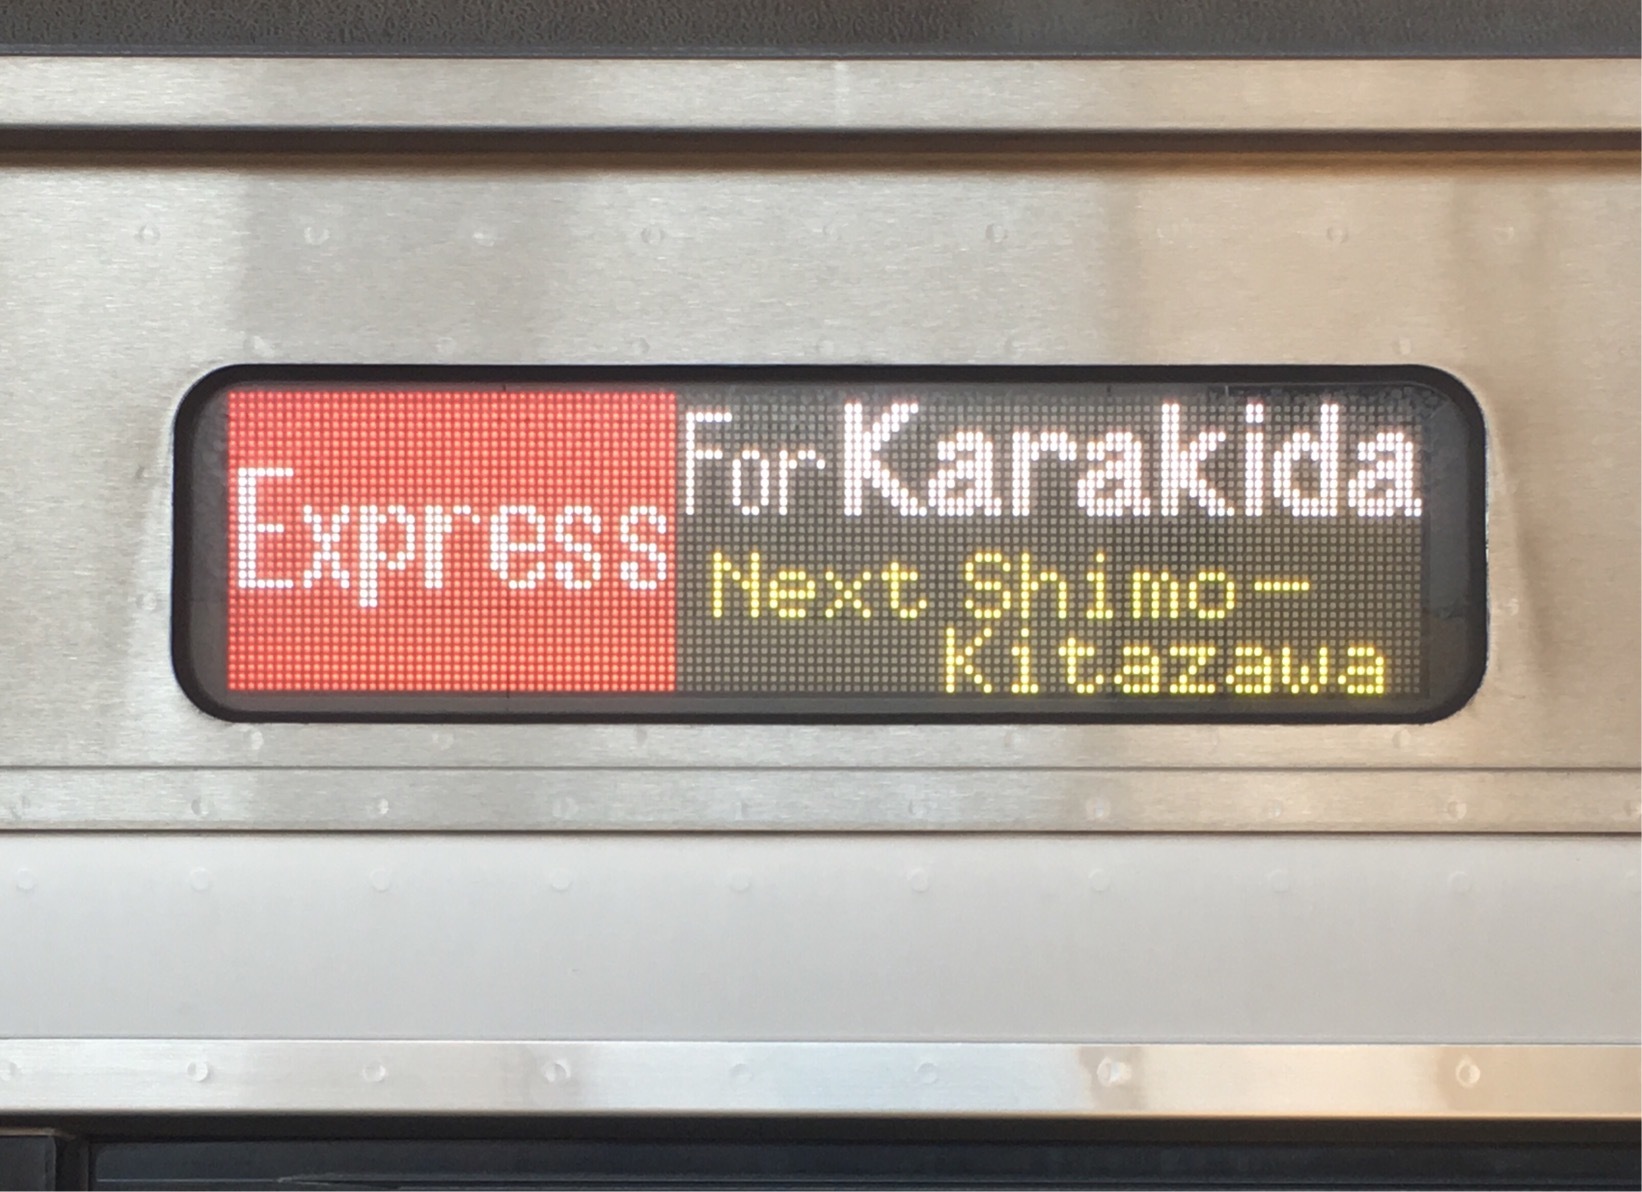 Express
For Karakida
Next Shimo-
Kitazawa